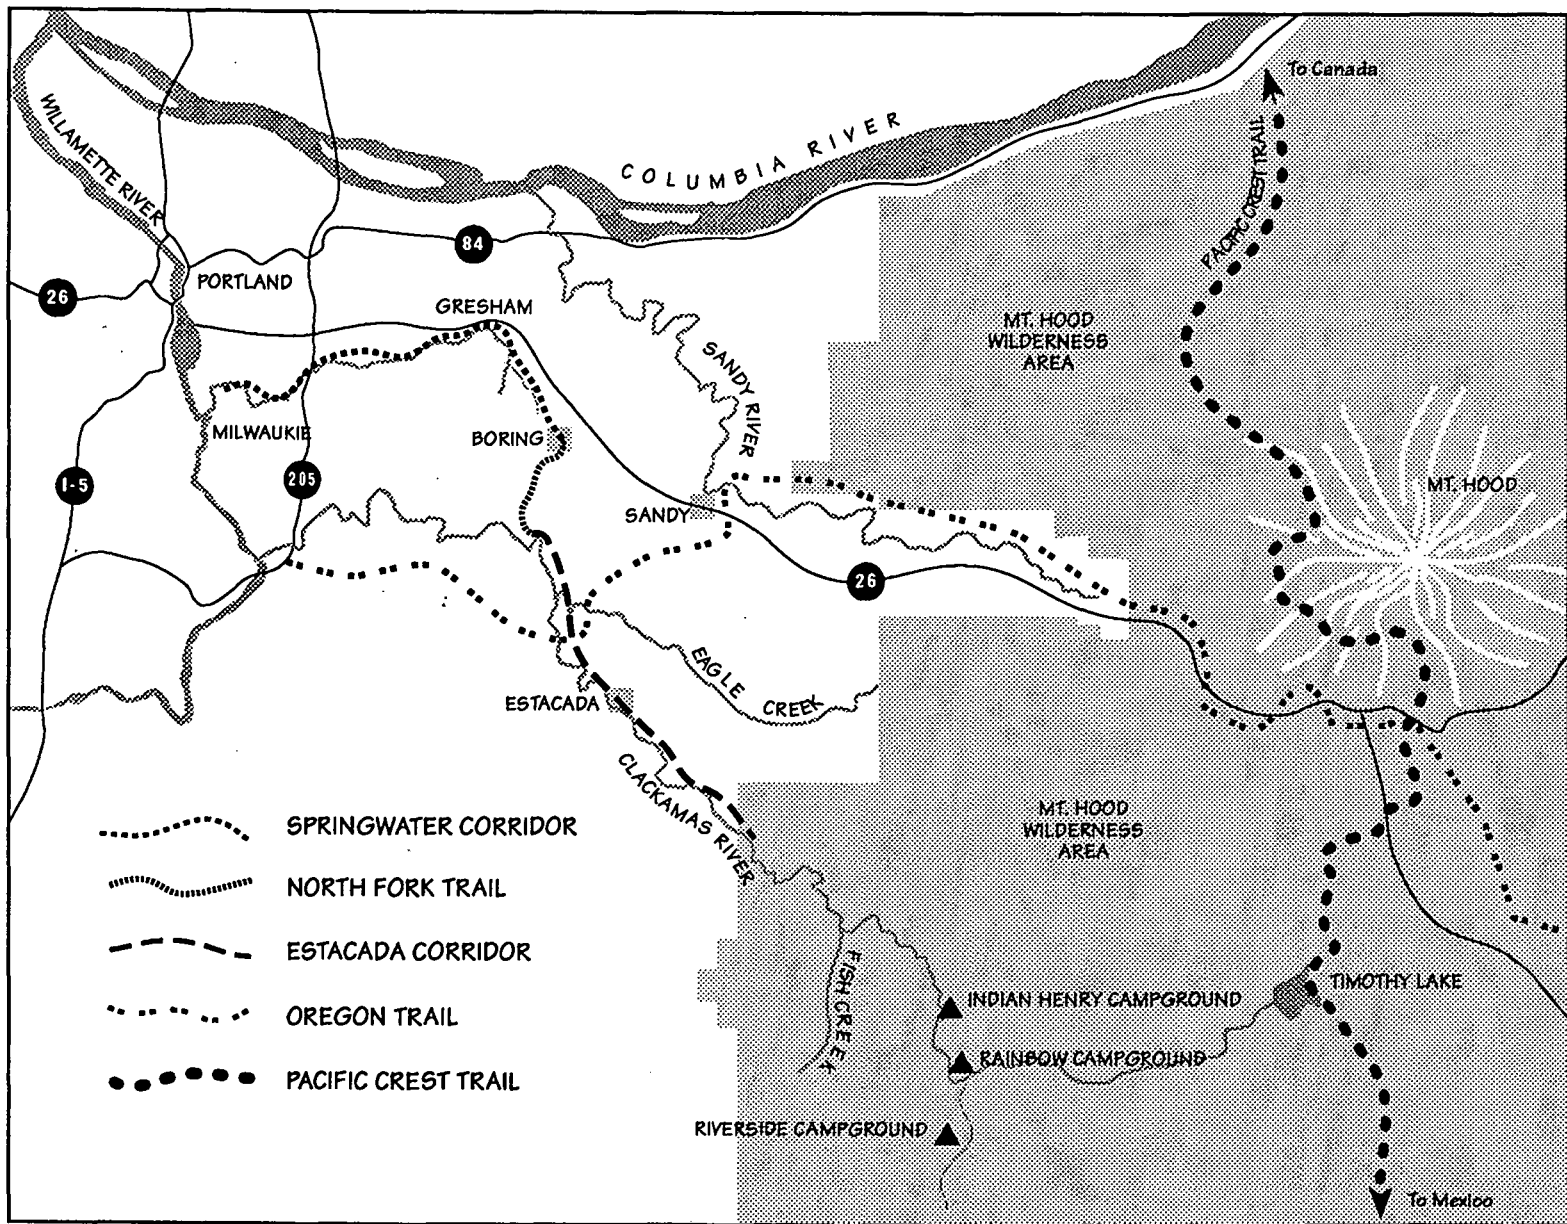 To Canada
PACIFIC CREST TRAIL
COLUMBIA RIVER
WILLAMETTE RIVER
84
PORTLAND
26
GRESHAM
MT. HOOD
WILDERNESS
AREA
SANDY RIVER
MILWAUKIE
BORING
I-5
205
MT. HOOD
SANDY
26
EAGLE CREEK
ESTACADA
CLACKAMAS RIVER
MT. HOOD
WILDERNESS
AREA
SPRINGWATER CORRIDOR
NORTH FORK TRAIL
ESTACADA CORRIDOR
OREGON TRAIL
PACIFIC CREST TRAIL
FISH CREEK
TIMOTHY LAKE
INDIAN HENRY CAMPGROUND
RAINBOW CAMPGROUND
RIVERSIDE CAMPGROUND
To Mexico